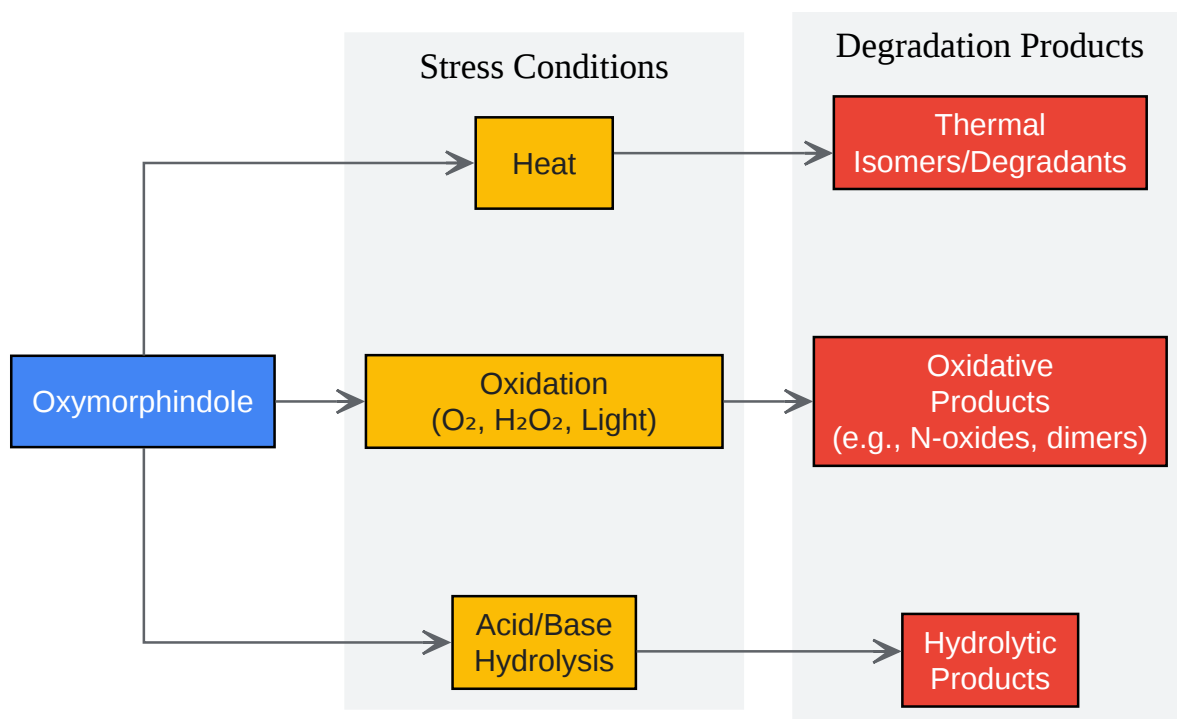 Stress Conditions
Degradation Products
Heat
Thermal
Isomers/Degradants
Oxymorphindole
Oxidation
(O₂, H₂O₂, Light)
Oxidative
Products
(e.g., N-oxides, dimers)
Acid/Base
Hydrolysis
Hydrolytic
Products